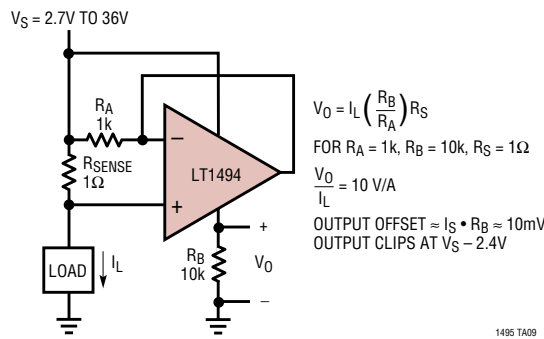 V_S = 2.7V TO 36V
R_A
1k
R_SENSE
1Ω
−
LT1494
+
LOAD
I_L
R_B
10k
+
V_O
−
V_O = I_L (R_B / R_A) R_S
FOR R_A = 1k, R_B = 10k, R_S = 1Ω
V_O / I_L = 10 V/A
OUTPUT OFFSET ≈ I_S • R_B ≈ 10mV
OUTPUT CLIPS AT V_S – 2.4V
1495 TA09